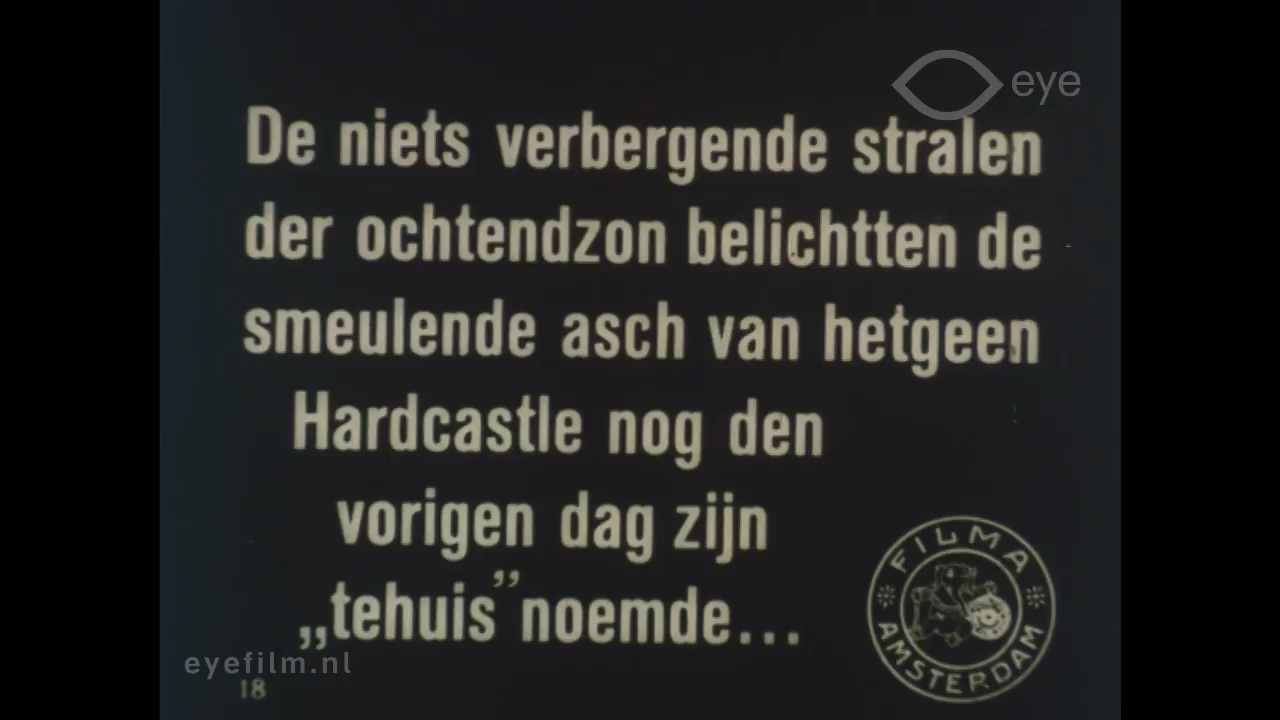 eye
De niets verbergende stralen
der ochtendzon belichtten de
smeulende asch van hetgeen
Hardcastle nog den
vorigen dag zijn
„tehuis” noemde...
FILMA
AMSTERDAM
eyefilm.nl
18